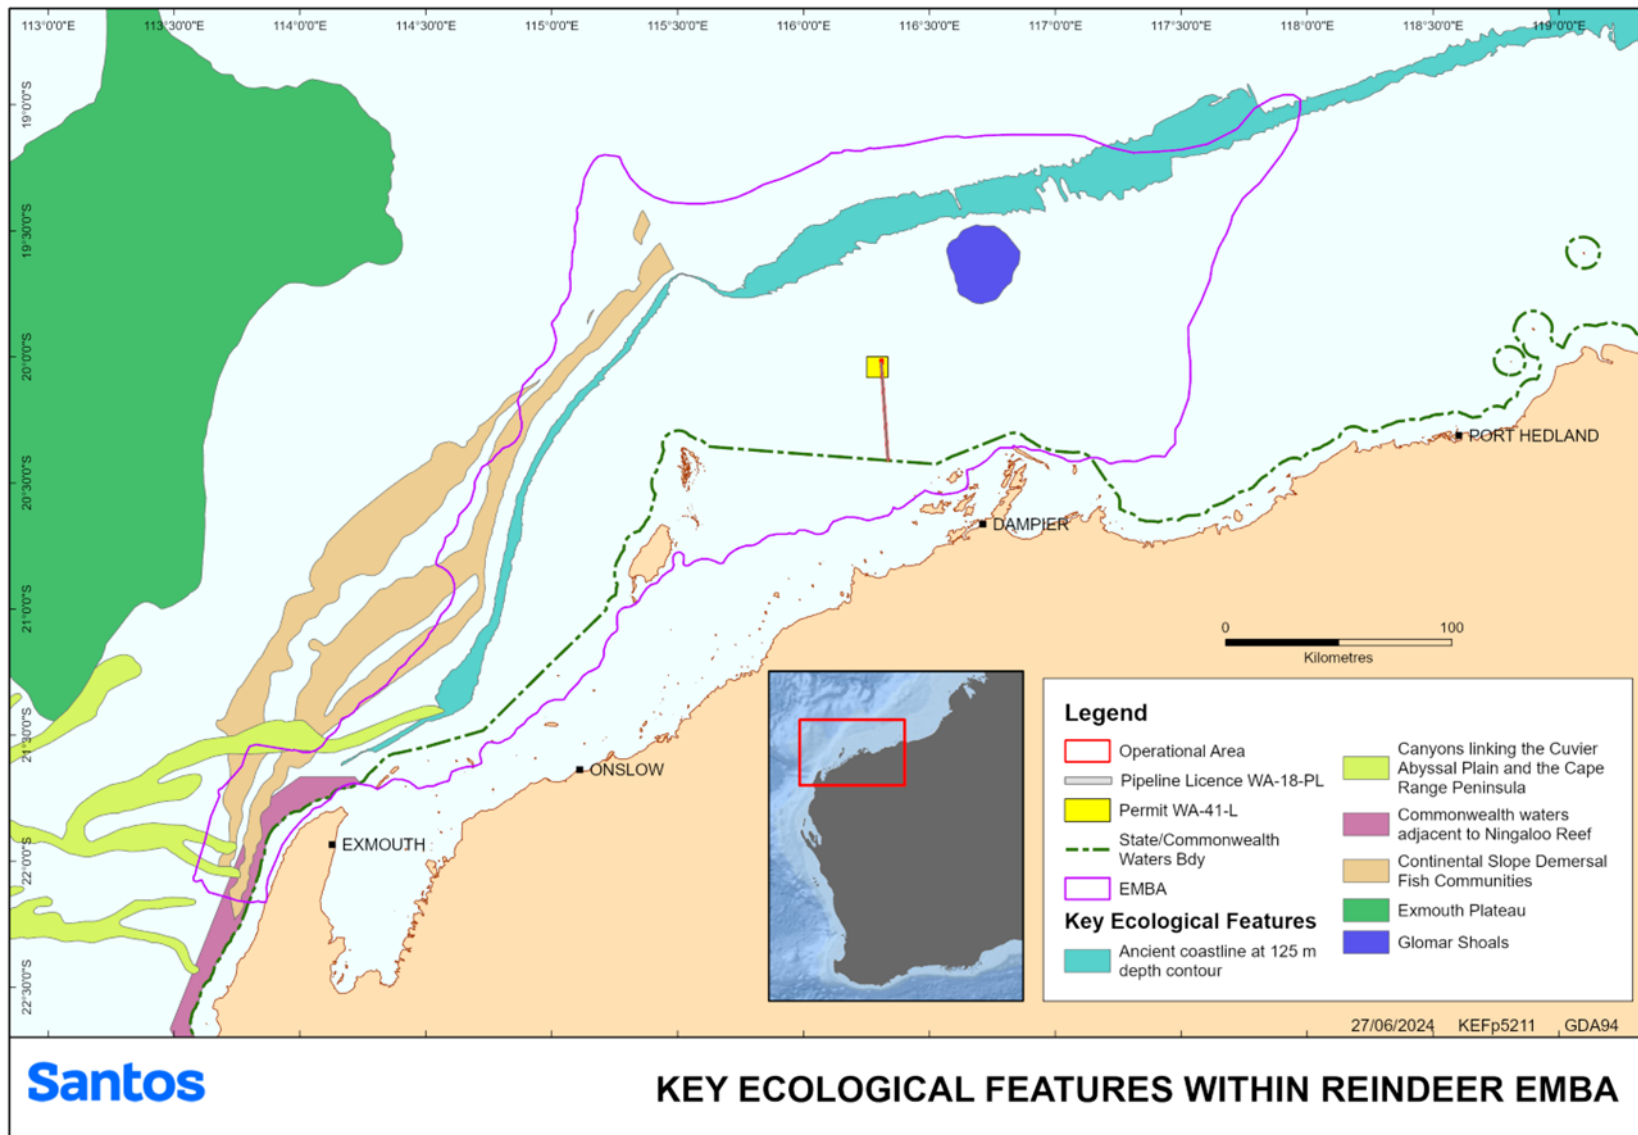 113°0'0"E 113°30'0"E 114°0'0"E 114°30'0"E 115°0'0"E 115°30'0"E 116°0'0"E 116°30'0"E 117°0'0"E 117°30'0"E 118°0'0"E 118°30'0"E 119°0'0"E
19°0'0"S
19°30'0"S
20°0'0"S
20°30'0"S
21°0'0"S
21°30'0"S
22°0'0"S
22°30'0"S
PORT HEDLAND
DAMPIER
ONSLOW
EXMOUTH
0 100
Kilometres
Legend
Operational Area
Pipeline Licence WA-18-PL
Permit WA-41-L
State/Commonwealth
Waters Bdy
EMBA
Key Ecological Features
Ancient coastline at 125 m
depth contour
Canyons linking the Cuvier
Abyssal Plain and the Cape
Range Peninsula
Commonwealth waters
adjacent to Ningaloo Reef
Continental Slope Demersal
Fish Communities
Exmouth Plateau
Glomar Shoals
27/06/2024 KEFp5211 GDA94
Santos
KEY ECOLOGICAL FEATURES WITHIN REINDEER EMBA